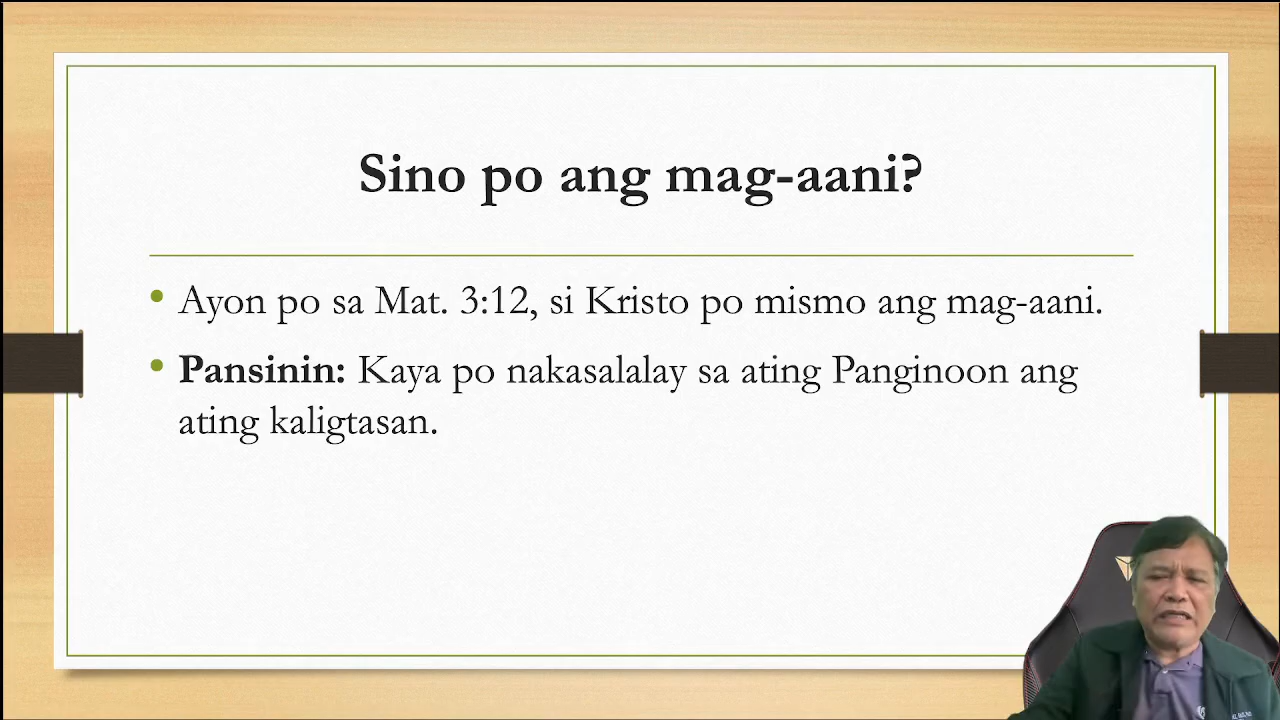 Sino po ang mag-aani?
• Ayon po sa Mat. 3:12, si Kristo po mismo ang mag-aani.
• Pansinin: Kaya po nakasalalay sa ating Panginoon ang
ating kaligtasan.